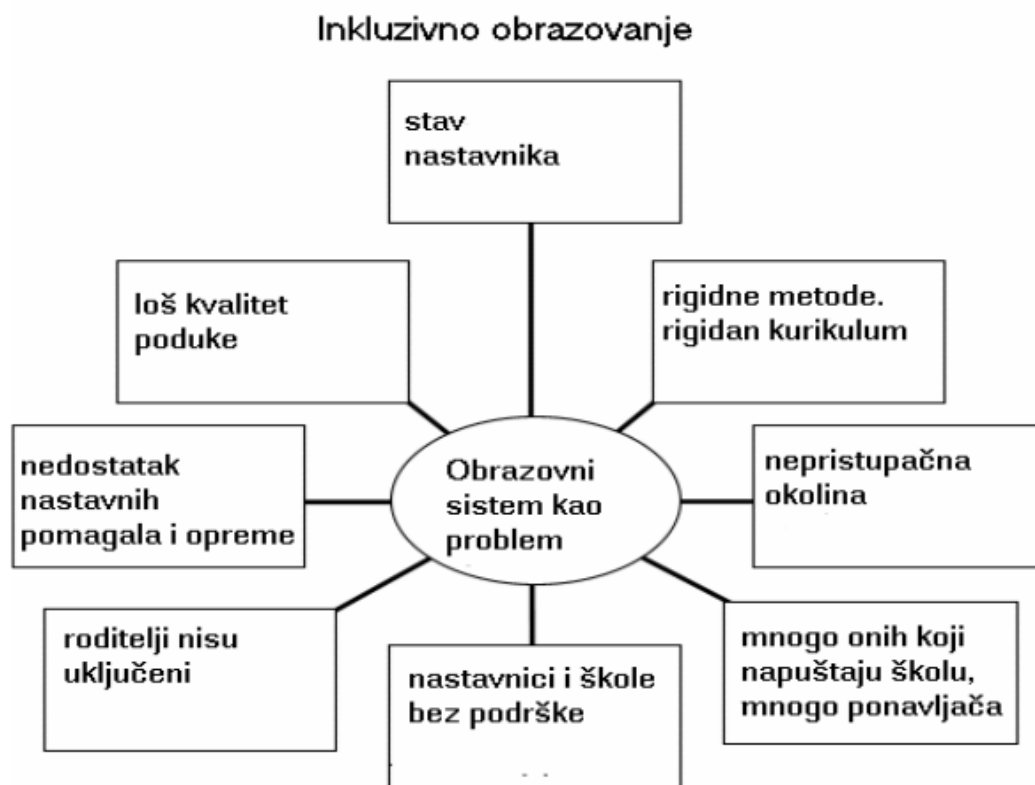 Inkluzivno obrazovanje
stav
nastavnika
loš kvalitet
poduke
rigidne metode.
rigidan kurikulum
nedostatak
nastavnih
pomagala i opreme
Obrazovni
sistem kao
problem
nepristupačna
okolina
roditelji nisu
uključeni
nastavnici i škole
bez podrške
mnogo onih koji
napuštaju školu,
mnogo ponavljača